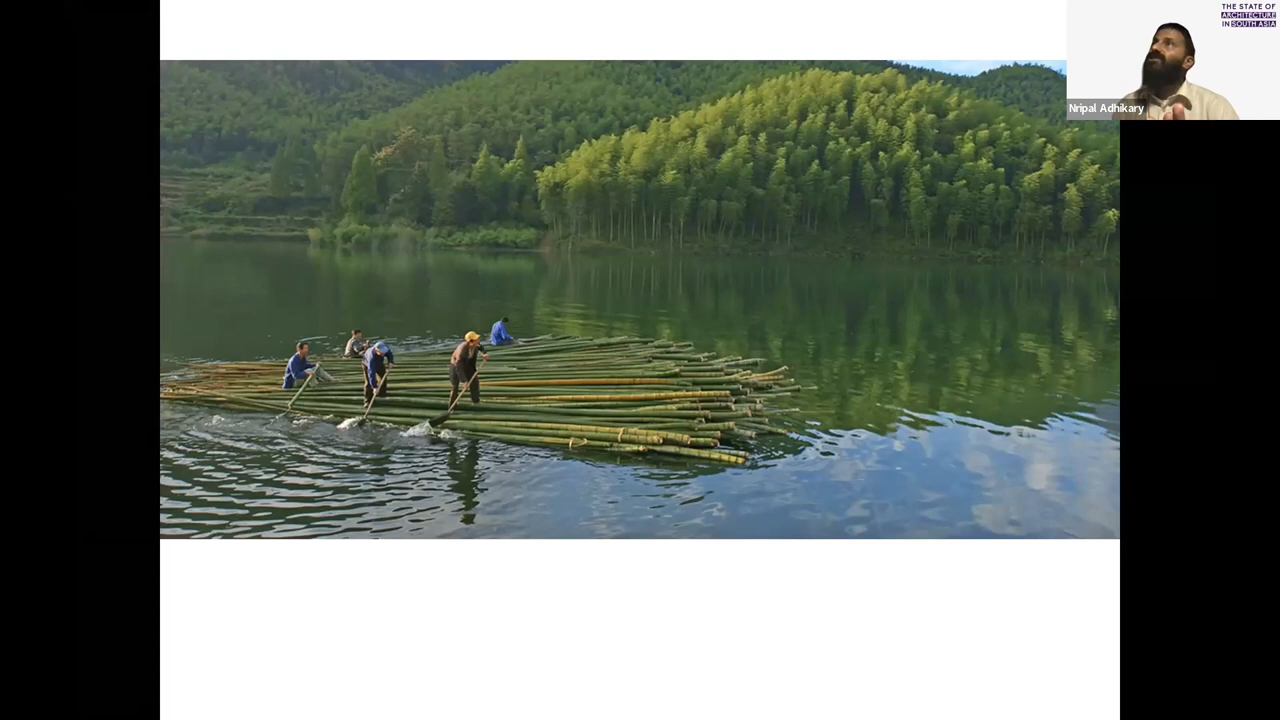 THE STATE OF
ARCHITECTURE
IN SOUTH ASIA
Nripal Adhikary